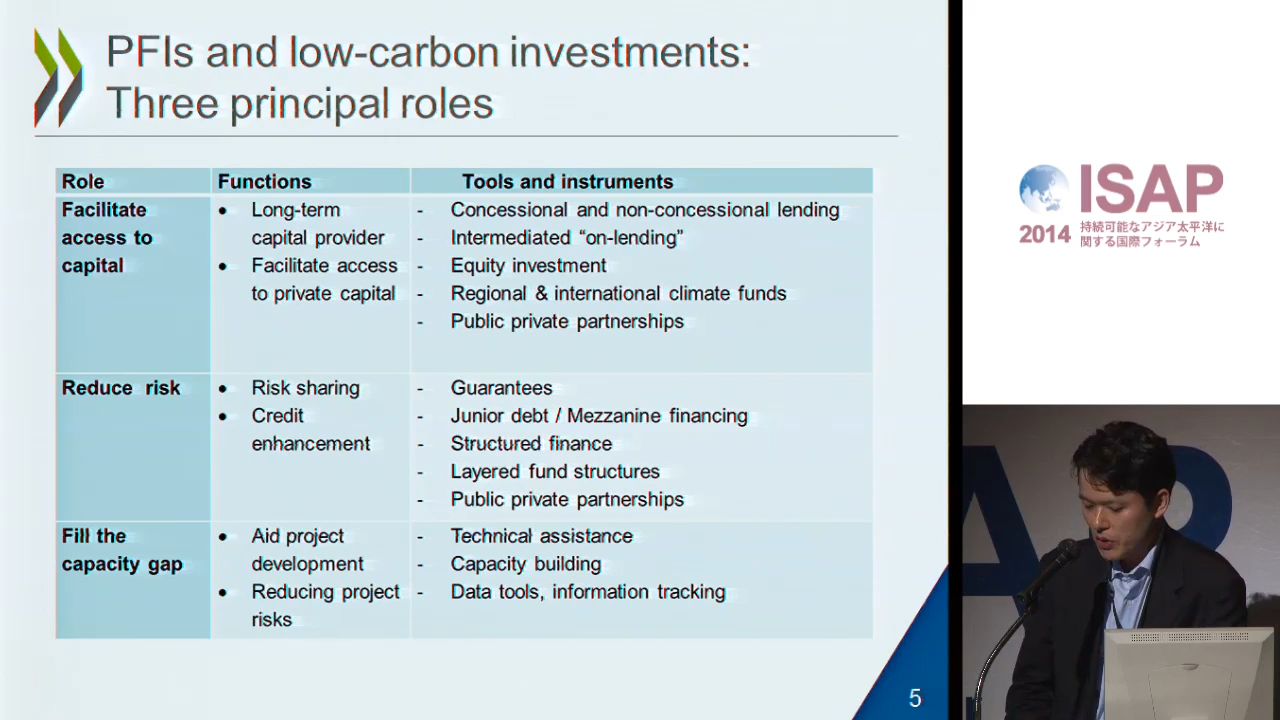 PFIs and low-carbon investments:
Three principal roles
Role Functions Tools and instruments
Facilitate access to capital
• Long-term capital provider
• Facilitate access to private capital
- Concessional and non-concessional lending
- Intermediated “on-lending”
- Equity investment
- Regional & international climate funds
- Public private partnerships
Reduce risk
• Risk sharing
• Credit enhancement
- Guarantees
- Junior debt / Mezzanine financing
- Structured finance
- Layered fund structures
- Public private partnerships
Fill the capacity gap
• Aid project development
• Reducing project risks
- Technical assistance
- Capacity building
- Data tools, information tracking
5
ISAP
2014
持続可能なアジア太平洋に
関する国際フォーラム